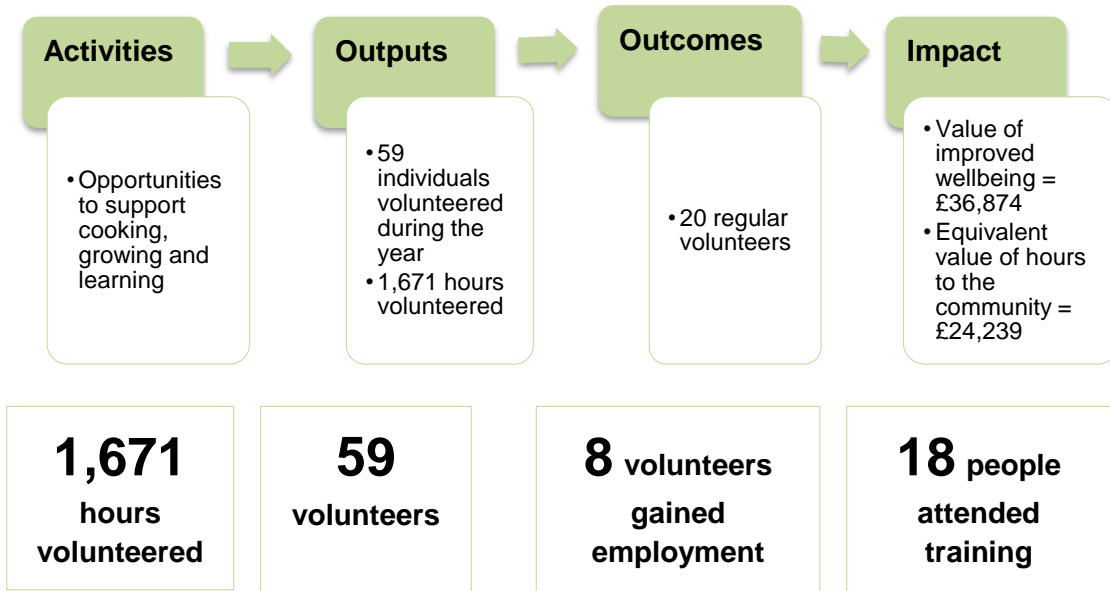 Activities
Outputs
Outcomes
Impact
•Opportunities
to support
cooking,
growing and
learning
•59
individuals
volunteered
during the
year
•1,671 hours
volunteered
•20 regular
volunteers
•Value of
improved
wellbeing =
£36,874
•Equivalent
value of hours
to the
community =
£24,239
1,671
hours
volunteered
59
volunteers
8 volunteers
gained
employment
18 people
attended
training